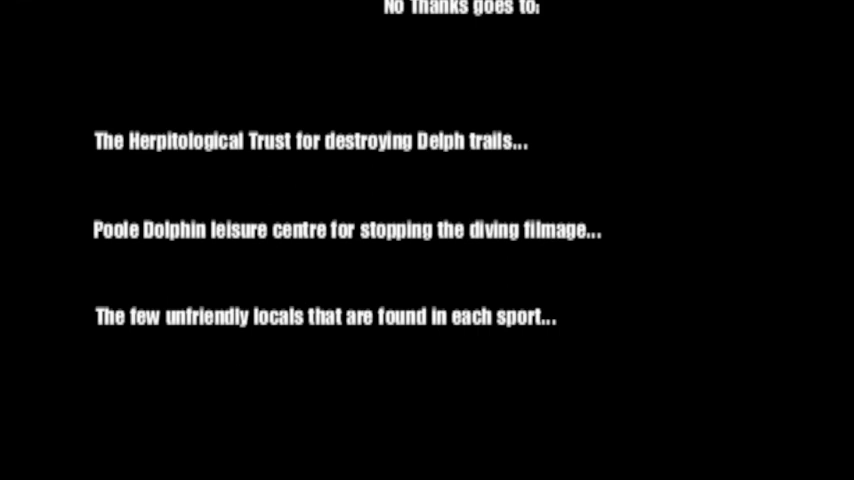 No Thanks goes to:
The Herpitological Trust for destroying Delph trails...
Poole Dolphin leisure centre for stopping the diving filmage...
The few unfriendly locals that are found in each sport...